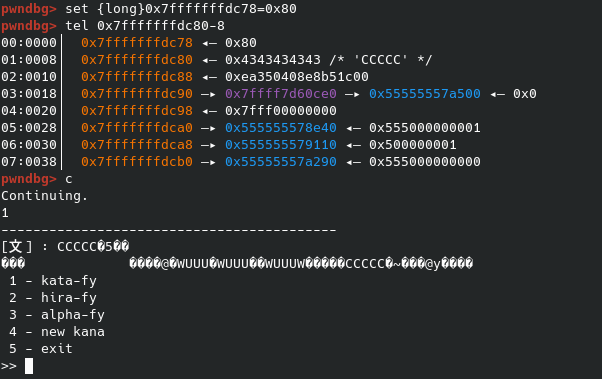 pwndbg> set {long}0x7fffffffdc78=0x80
pwndbg> tel 0x7fffffffdc80-8
00:0000│ 0x7fffffffdc78 ◂— 0x80
01:0008│ 0x7fffffffdc80 ◂— 0x4343434343 /* 'CCCCC' */
02:0010│ 0x7fffffffdc88 ◂— 0xea350408e8b51c00
03:0018│ 0x7fffffffdc90 —▸ 0x7ffff7d60ce0 —▸ 0x55555557a500 ◂— 0x0
04:0020│ 0x7fffffffdc98 ◂— 0x7fff00000000
05:0028│ 0x7fffffffdca0 —▸ 0x555555578e40 ◂— 0x555000000001
06:0030│ 0x7fffffffdca8 —▸ 0x555555579110 ◂— 0x500000001
07:0038│ 0x7fffffffdcb0 —▸ 0x55555557a290 ◂— 0x555000000000
pwndbg> c
Continuing.
1
------------------------------------------
[文] : CCCCC�5��
���             ����@�WUUU�WUUU��WUUUW�����CCCCC�~���@y����
 1 - kata-fy
 2 - hira-fy
 3 - alpha-fy
 4 - new kana
 5 - exit
>>